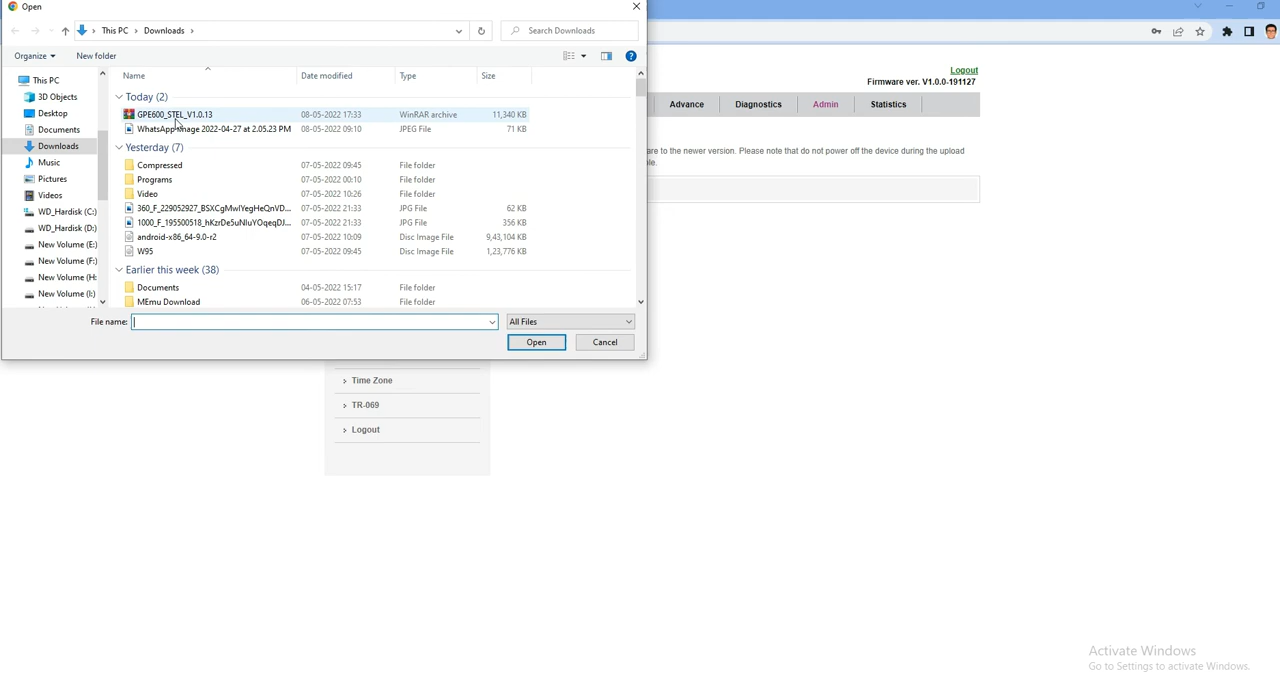 Open
This PC > Downloads >
Search Downloads
Organize
New folder
Logout
Firmware ver. V1.0.0-191127
Advance
Diagnostics
Admin
Statistics
are to the newer version. Please note that do not power off the device during the upload
Name
Date modified
Type
Size
This PC
3D Objects
Desktop
Documents
Downloads
Music
Pictures
Videos
WD_Hardisk (C:)
WD_Hardisk (D:)
New Volume (E:)
New Volume (F:)
New Volume (H:
New Volume (I:)
Today (2)
GPE600_STEL_V1.0.13 08-05-2022 17:33 WinRAR archive 11,340 KB
WhatsApp Image 2022-04-27 at 2.05.23 PM 08-05-2022 09:10 JPEG File 71 KB
Yesterday (7)
Compressed 07-05-2022 09:45 File folder
Programs 07-05-2022 00:10 File folder
Video 07-05-2022 10:26 File folder
07-05-2022 21:33 JPG File 62 KB
07-05-2022 21:33 JPG File 356 KB
android-x86_64-9.0-r2 07-05-2022 10:09 Disc Image File 9,43,104 KB
W95 07-05-2022 09:45 Disc Image File 1,23,776 KB
Earlier this week (38)
Documents 04-05-2022 15:17 File folder
MEmu Download 06-05-2022 07:53 File folder
File name:
All Files
Open
Cancel
Time Zone
TR-069
Logout
Activate Windows
Go to Settings to activate Windows.